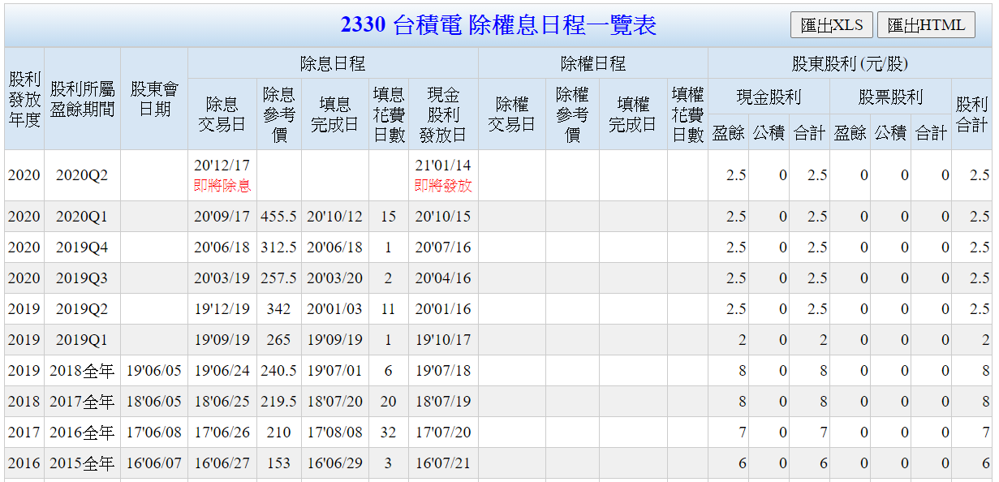 2330 台積電 除權息日程一覽表
匯出XLS 匯出HTML
股利
發放
年度
股利所屬
盈餘期間
股東會
日期
除息日程
除權日程
股東股利 (元/股)
除息
交易日
除息
參考
價
填息
完成日
填息
花費
日數
現金
股利
發放日
除權
交易日
除權
參考
價
填權
完成日
填權
花費
日數
現金股利
股票股利
股利
合計
盈餘 公積 合計 盈餘 公積 合計
2020 2020Q2 20'12/17 21'01/14 2.5 0 2.5 0 0 0 2.5
即將除息 即將發放
2020 2020Q1 20'09/17 455.5 20'10/12 15 20'10/15 2.5 0 2.5 0 0 0 2.5
2020 2019Q4 20'06/18 312.5 20'06/18 1 20'07/16 2.5 0 2.5 0 0 0 2.5
2020 2019Q3 20'03/19 257.5 20'03/20 2 20'04/16 2.5 0 2.5 0 0 0 2.5
2019 2019Q2 19'12/19 342 20'01/03 11 20'01/16 2.5 0 2.5 0 0 0 2.5
2019 2019Q1 19'09/19 265 19'09/19 1 19'10/17 2 0 2 0 0 0 2
2019 2018全年 19'06/05 19'06/24 240.5 19'07/01 6 19'07/18 8 0 8 0 0 0 8
2018 2017全年 18'06/05 18'06/25 219.5 18'07/20 20 18'07/19 8 0 8 0 0 0 8
2017 2016全年 17'06/08 17'06/26 210 17'08/08 32 17'07/20 7 0 7 0 0 0 7
2016 2015全年 16'06/07 16'06/27 153 16'06/29 3 16'07/21 6 0 6 0 0 0 6